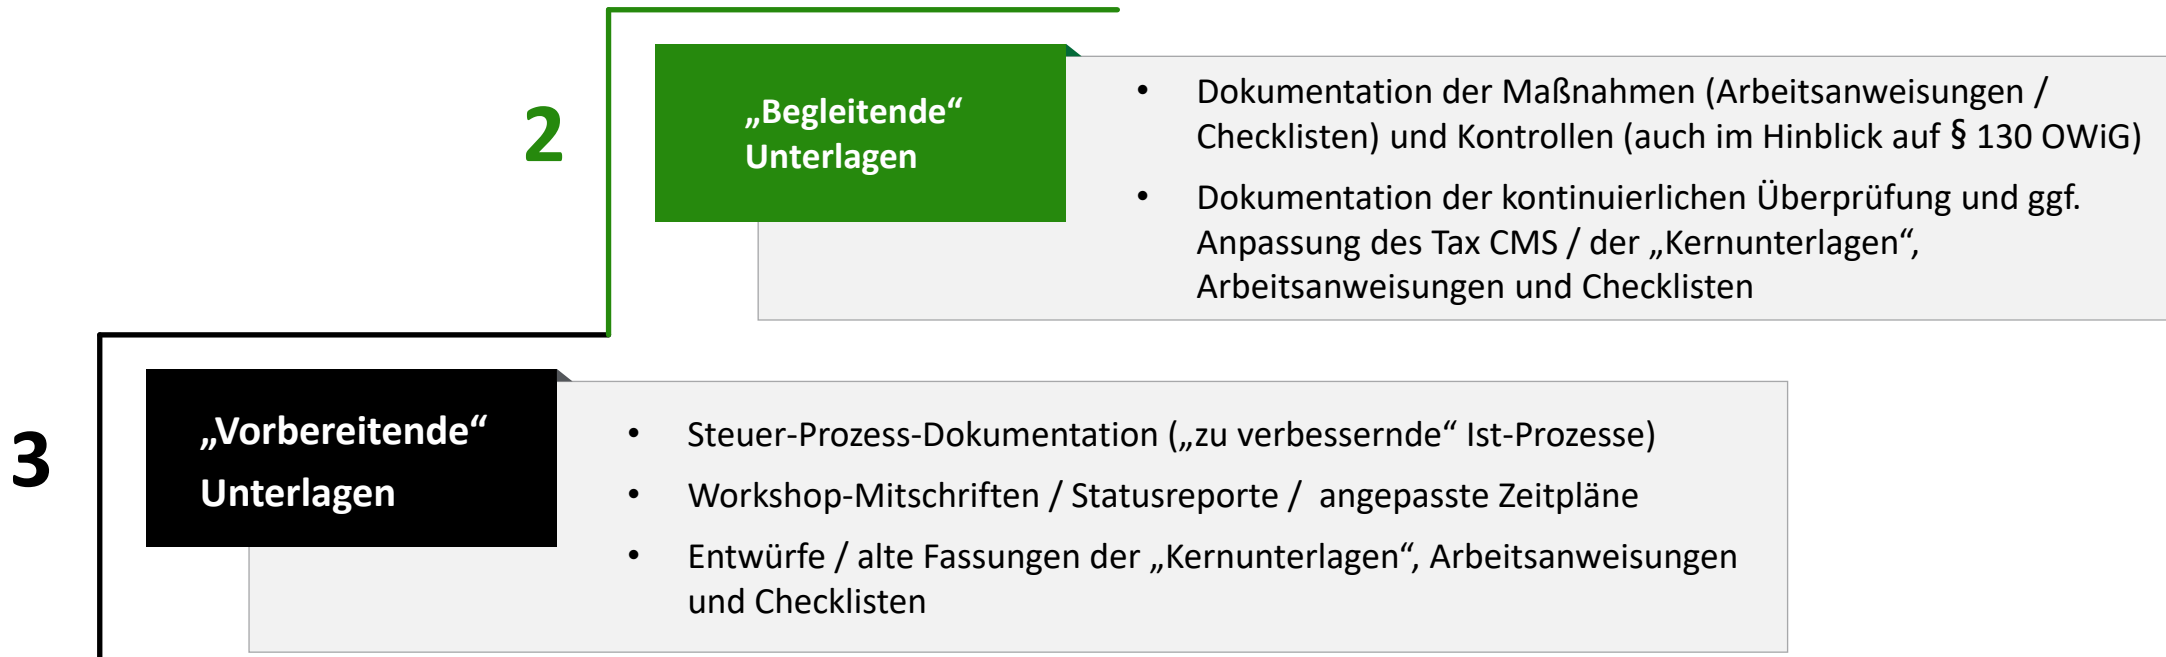 2
„Begleitende“
Unterlagen
• Dokumentation der Maßnahmen (Arbeitsanweisungen /
Checklisten) und Kontrollen (auch im Hinblick auf § 130 OWiG)
• Dokumentation der kontinuierlichen Überprüfung und ggf.
Anpassung des Tax CMS / der „Kernunterlagen“,
Arbeitsanweisungen und Checklisten
3
„Vorbereitende“
Unterlagen
• Steuer-Prozess-Dokumentation („zu verbessernde“ Ist-Prozesse)
• Workshop-Mitschriften / Statusreporte / angepasste Zeitpläne
• Entwürfe / alte Fassungen der „Kernunterlagen“, Arbeitsanweisungen
und Checklisten